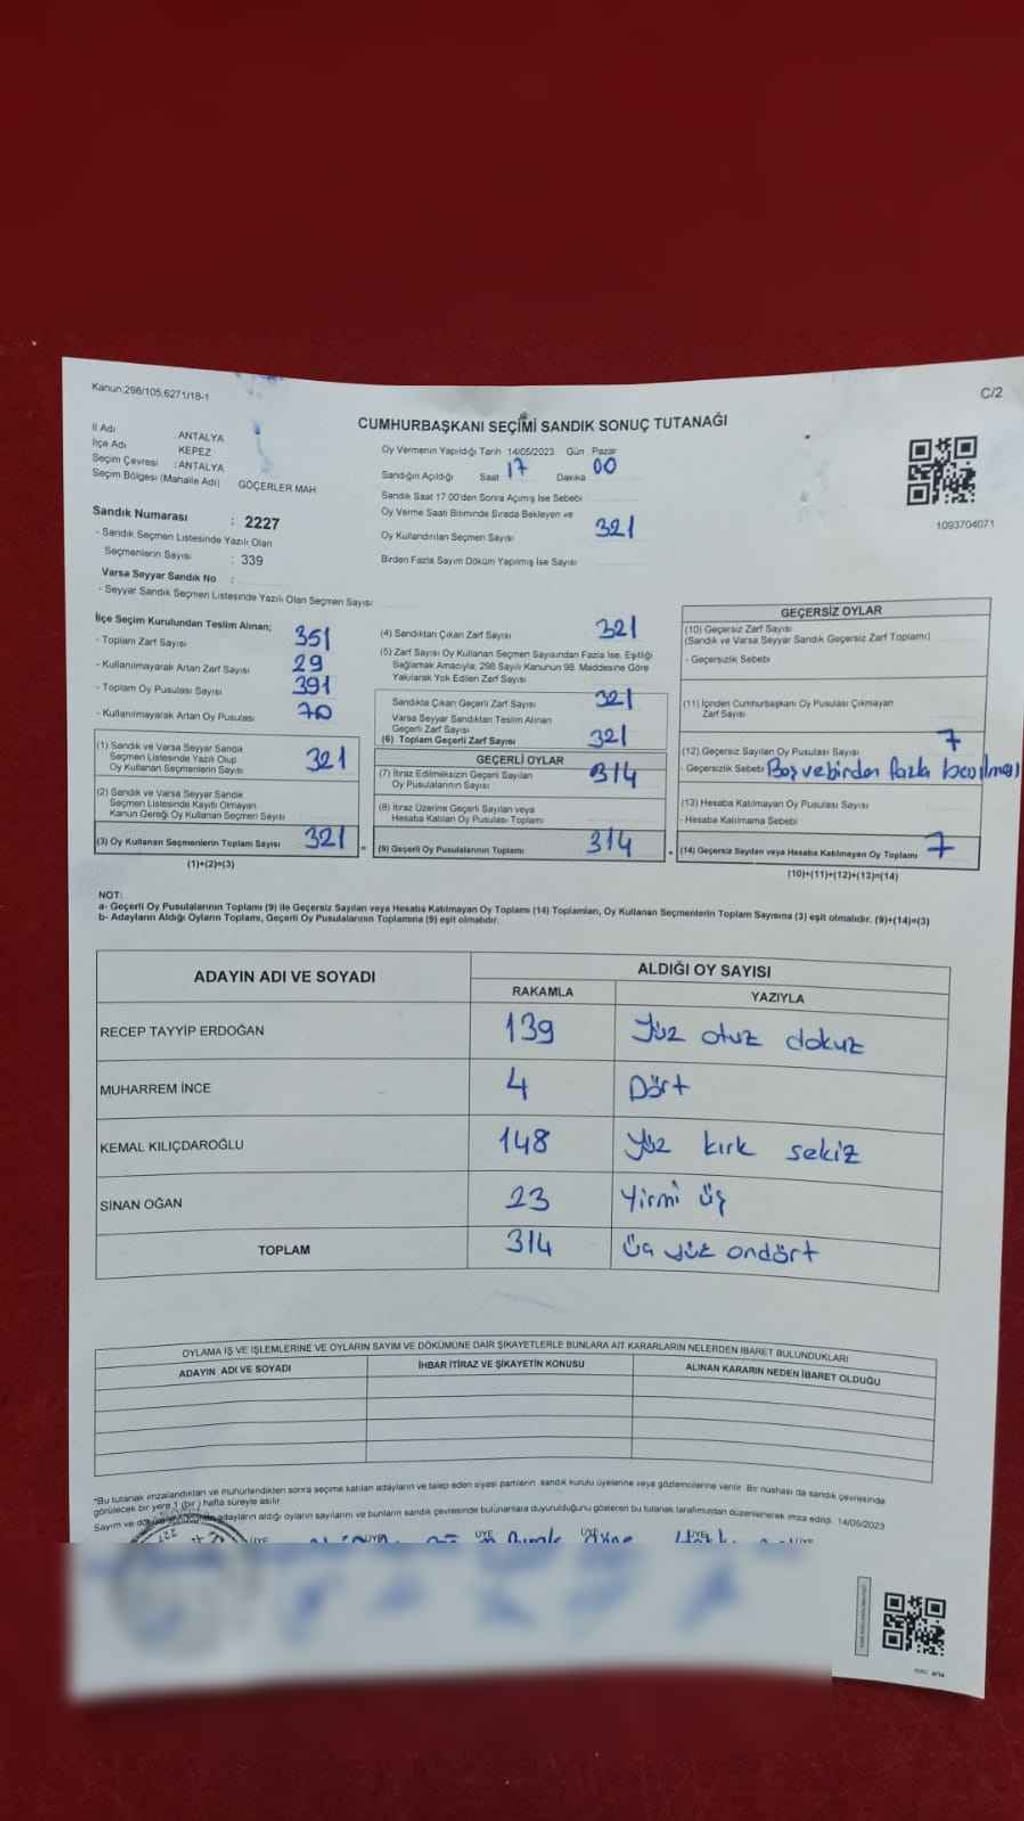 Kanun:298/105,6271/18-1
C/2
CUMHURBAŞKANI SEÇİMİ SANDIK SONUÇ TUTANAĞI
İl Adı : ANTALYA
İlçe Adı KEPEZ
Seçim Çevresi : ANTALYA
Seçim Bölgesi (Mahalle Adı) GÖÇERLER MAH
Oy Vermenin Yapıldığı Tarih 14/05/2023 Gün Pazar
Sandığın Açıldığı Saat 17 Dakika 00
Sandık Saat 17.00'den Sonra Açımış İse Sebebi
Oy Verme Saati Bitiminde Sırada Bekleyen ve
Oy Kullandırılan Seçmen Sayısı 321
Birden Fazla Sayım Döküm Yapılmış İse Sayısı
1093704071
Sandık Numarası : 2227
- Sandık Seçmen Listesinde Yazılı Olan
Seçmenlerin Sayısı : 339
Varsa Seyyar Sandık No :
- Seyyar Sandık Seçmen Listesinde Yazılı Olan Seçmen Sayısı:
İlçe Seçim Kurulundan Teslim Alınan;
- Toplam Zarf Sayısı 351
- Kullanılmayarak Artan Zarf Sayısı 29
- Toplam Oy Pusulası Sayısı 391
- Kullanılmayarak Artan Oy Pusulası 70
(1) Sandık ve Varsa Seyyar Sandık
Seçmen Listesinde Yazılı Olup
Oy Kullanan Seçmenlerin Sayısı 321
(2) Sandık ve Varsa Seyyar Sandık
Seçmen Listesinde Kayıtlı Olmayan
Kanun Gereği Oy Kullanan Seçmen Sayısı
(3) Oy Kullanan Seçmenlerin Toplam Sayısı 321 =
(1)+(2)=(3)
(4) Sandıktan Çıkan Zarf Sayısı 321
(5) Zarf Sayısı Oy Kullanan Seçmen Sayısından Fazla İse, Eşitliği
Sağlamak Amacıyla, 298 Sayılı Kanunun 98. Maddesine Göre
Yakılarak Yok Edilen Zarf Sayısı
Sandıkta Çıkan Geçerli Zarf Sayısı 321
Varsa Seyyar Sandıktan Teslim Alınan
Geçerli Zarf Sayısı
(6) Toplam Geçerli Zarf Sayısı 321
GEÇERLİ OYLAR
(7) İtiraz Edilmeksizin Geçerli Sayılan
Oy Pusulalarının Sayısı 314
(8) İtiraz Üzerine Geçerli Sayılan veya
Hesaba Katılan Oy Pusulası Toplamı
(9) Geçerli Oy Pusulalarının Toplamı 314
GEÇERSİZ OYLAR
(10) Geçersiz Zarf Sayısı
(Sandık ve Varsa Seyyar Sandık Geçersiz Zarf Toplamı)
- Geçersizlik Sebebi
(11) İçinden Cumhurbaşkanı Oy Pusulası Çıkmayan
Zarf Sayısı
(12) Geçersiz Sayılan Oy Pusulası Sayısı 7
- Geçersizlik Sebebi Boş ve birden fazla
(13) Hesaba Katılmayan Oy Pusulası Sayısı
- Hesaba Katılmama Sebebi
(14) Geçersiz Sayılan veya Hesaba Katılmayan Oy Toplamı 7
(10)+(11)+(12)+(13)=(14)
NOT:
a- Geçerli Oy Pusulalarının Toplamı (9) ile Geçersiz Sayılan veya Hesaba Katılmayan Oy Toplamı (14) Toplamları, Oy Kullanan Seçmenlerin Toplam Sayısına (3) eşit olmalıdır. (9)+(14)=(3)
b- Adayların Aldığı Oyların Toplamı, Geçerli Oy Pusulalarının Toplamına (9) eşit olmalıdır.
ADAYIN ADI VE SOYADI ALDIĞI OY SAYISI
RAKAMLA YAZIYLA
RECEP TAYYİP ERDOĞAN 139 Yüz otuz dokuz
MUHARREM İNCE 4 Dört
KEMAL KILIÇDAROĞLU 148 Yüz kırk sekiz
SİNAN OĞAN 23 Yirmi üç
TOPLAM 314 Üç yüz ondört
OYLAMA İŞ VE İŞLEMLERİNE VE OYLARIN SAYIM VE DÖKÜMÜNE DAİR ŞİKAYETLERLE BUNLARA AİT KARARLARIN NELERDEN İBARET BULUNDUKLARI
ADAYIN ADI VE SOYADI İHBAR İTİRAZ VE ŞİKAYETİN KONUSU ALINAN KARARIN NEDEN İBARET OLDUĞU
*Bu tutanak imzalandıktan ve mühürlendikten sonra seçime katılan adayların ve talep eden siyasi partilerin sandık kurulu üyelerine veya gözlemcilerine verilir. Bir nüshası da sandık çevresinde
görülecek bir yere 1 (bir) hafta süreyle asılır.
Sayım ve adayların aldığı oyların sayılarını ve bunların sandık çevresinde bulunanlara duyurulduğunu gösteren bu tutanak tarafımızdan düzenlenerek imza edildi. 14/05/2023
ÜYE ÜYE ÜYE ÜYE ÜYE ÜYE